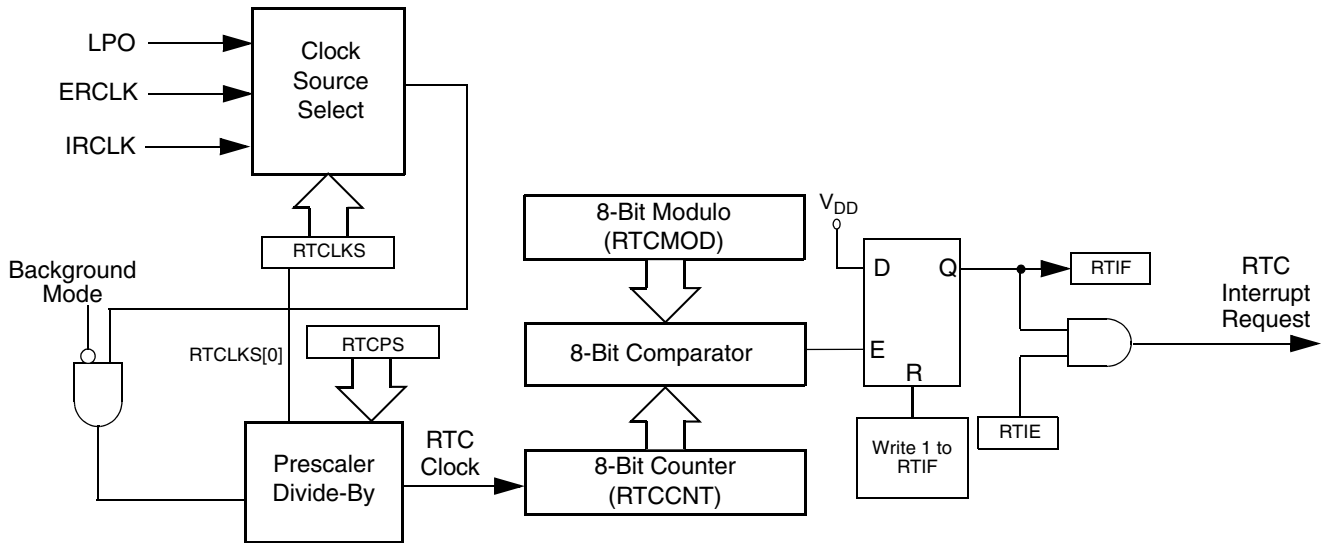 LPO
ERCLK
IRCLK
Clock
Source
Select
RTCLKS
Background
Mode
RTCLKS[0]
RTCPS
Prescaler
Divide-By
RTC
Clock
8-Bit Modulo
(RTCMOD)
8-Bit Comparator
8-Bit Counter
(RTCCNT)
VDD
D
Q
E
R
Write 1 to
RTIF
RTIF
RTIE
RTC
Interrupt
Request